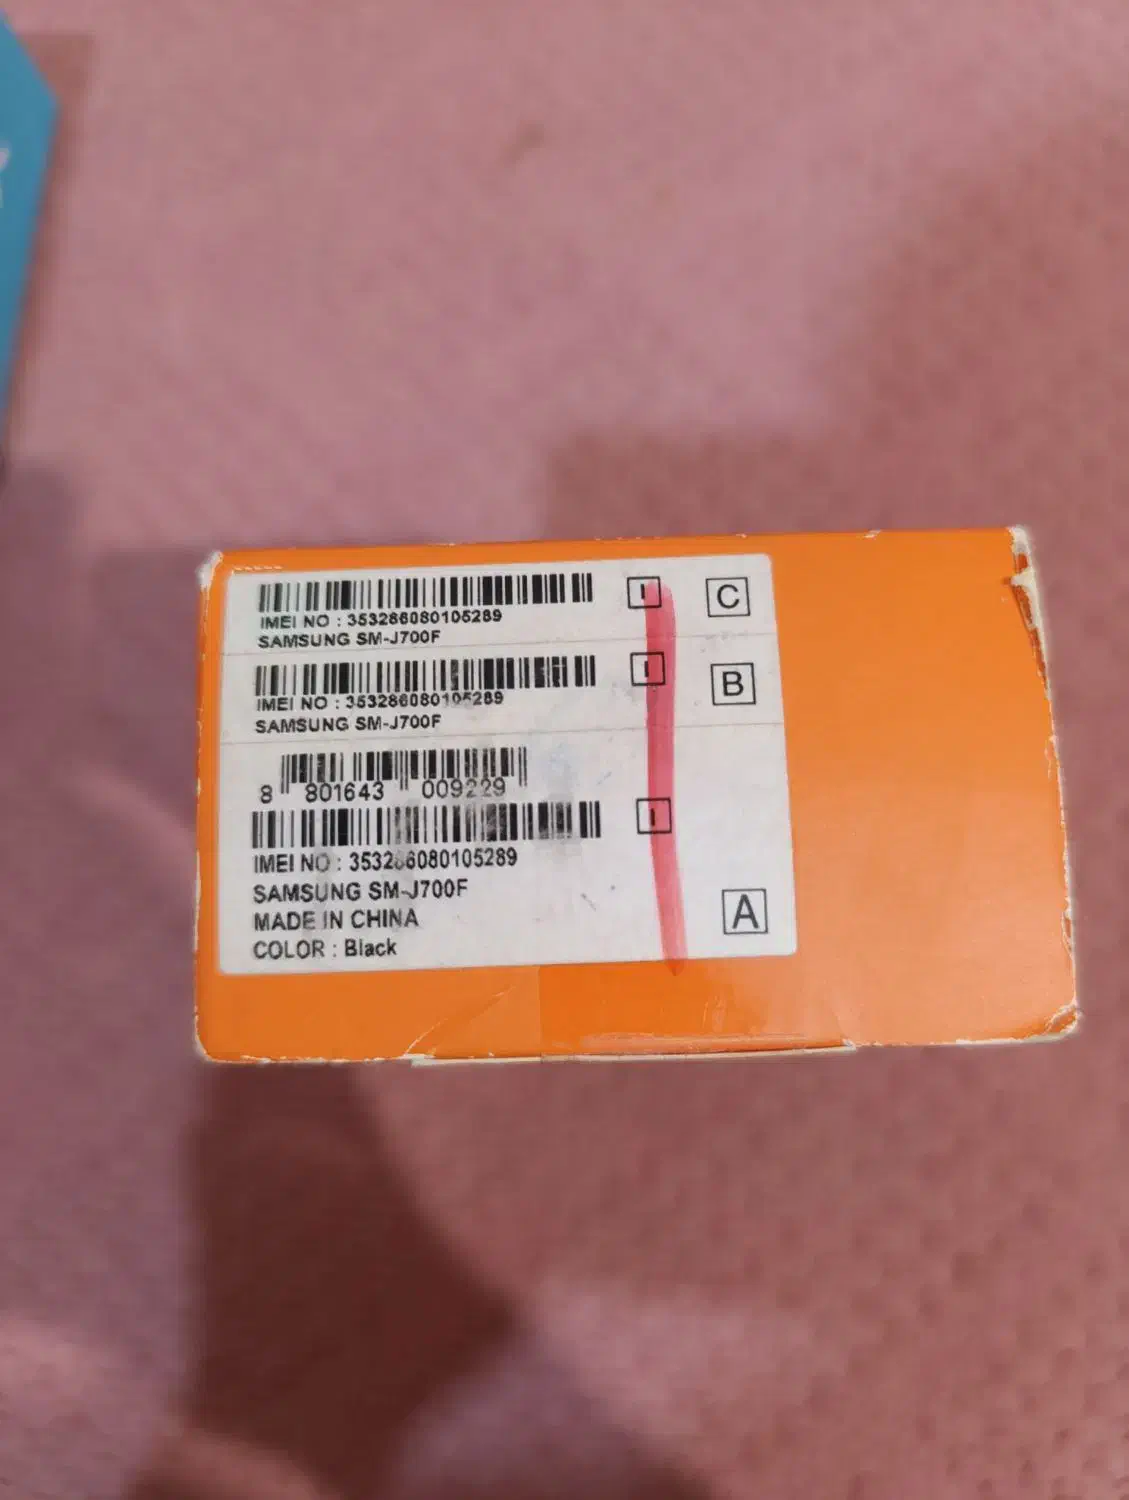 IMEI NO : 353286080105289
SAMSUNG SM-J700F
I
C
IMEI NO : 353286080105289
SAMSUNG SM-J700F
I
B
8 801643 009229
I
IMEI NO : 353286080105289
SAMSUNG SM-J700F
MADE IN CHINA
COLOR : Black
A